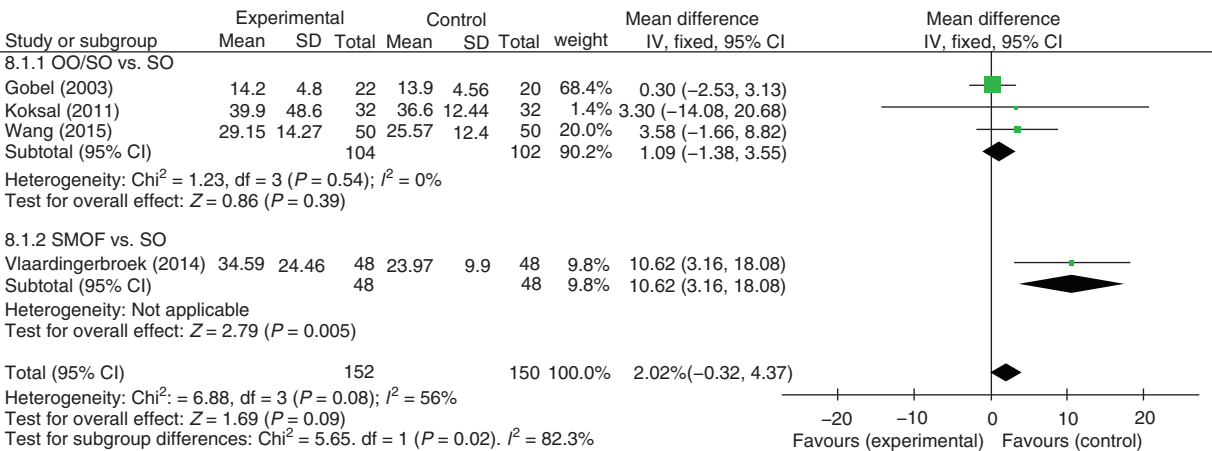 Experimental Control Mean difference Mean difference
Study or subgroup Mean SD Total Mean SD Total weight IV, fixed, 95% CI IV, fixed, 95% CI
8.1.1 OO/SO vs. SO
Gobel (2003) 14.2 4.8 22 13.9 4.56 20 68.4% 0.30 (−2.53, 3.13)
Koksal (2011) 39.9 48.6 32 36.6 12.44 32 1.4% 3.30 (−14.08, 20.68)
Wang (2015) 29.15 14.27 50 25.57 12.4 50 20.0% 3.58 (−1.66, 8.82)
Subtotal (95% CI) 104 102 90.2% 1.09 (−1.38, 3.55)
Heterogeneity: Chi² = 1.23, df = 3 (P = 0.54); I² = 0%
Test for overall effect: Z = 0.86 (P = 0.39)
8.1.2 SMOF vs. SO
Vlaardingerbroek (2014) 34.59 24.46 48 23.97 9.9 48 9.8% 10.62 (3.16, 18.08)
Subtotal (95% CI) 48 48 9.8% 10.62 (3.16, 18.08)
Heterogeneity: Not applicable
Test for overall effect: Z = 2.79 (P = 0.005)
Total (95% CI) 152 150 100.0% 2.02%(−0.32, 4.37)
Heterogeneity: Chi²: = 6.88, df = 3 (P = 0.08); I² = 56%
Test for overall effect: Z = 1.69 (P = 0.09)
Test for subgroup differences: Chi² = 5.65. df = 1 (P = 0.02). I² = 82.3%
−20 −10 0 10 20
Favours (experimental) Favours (control)